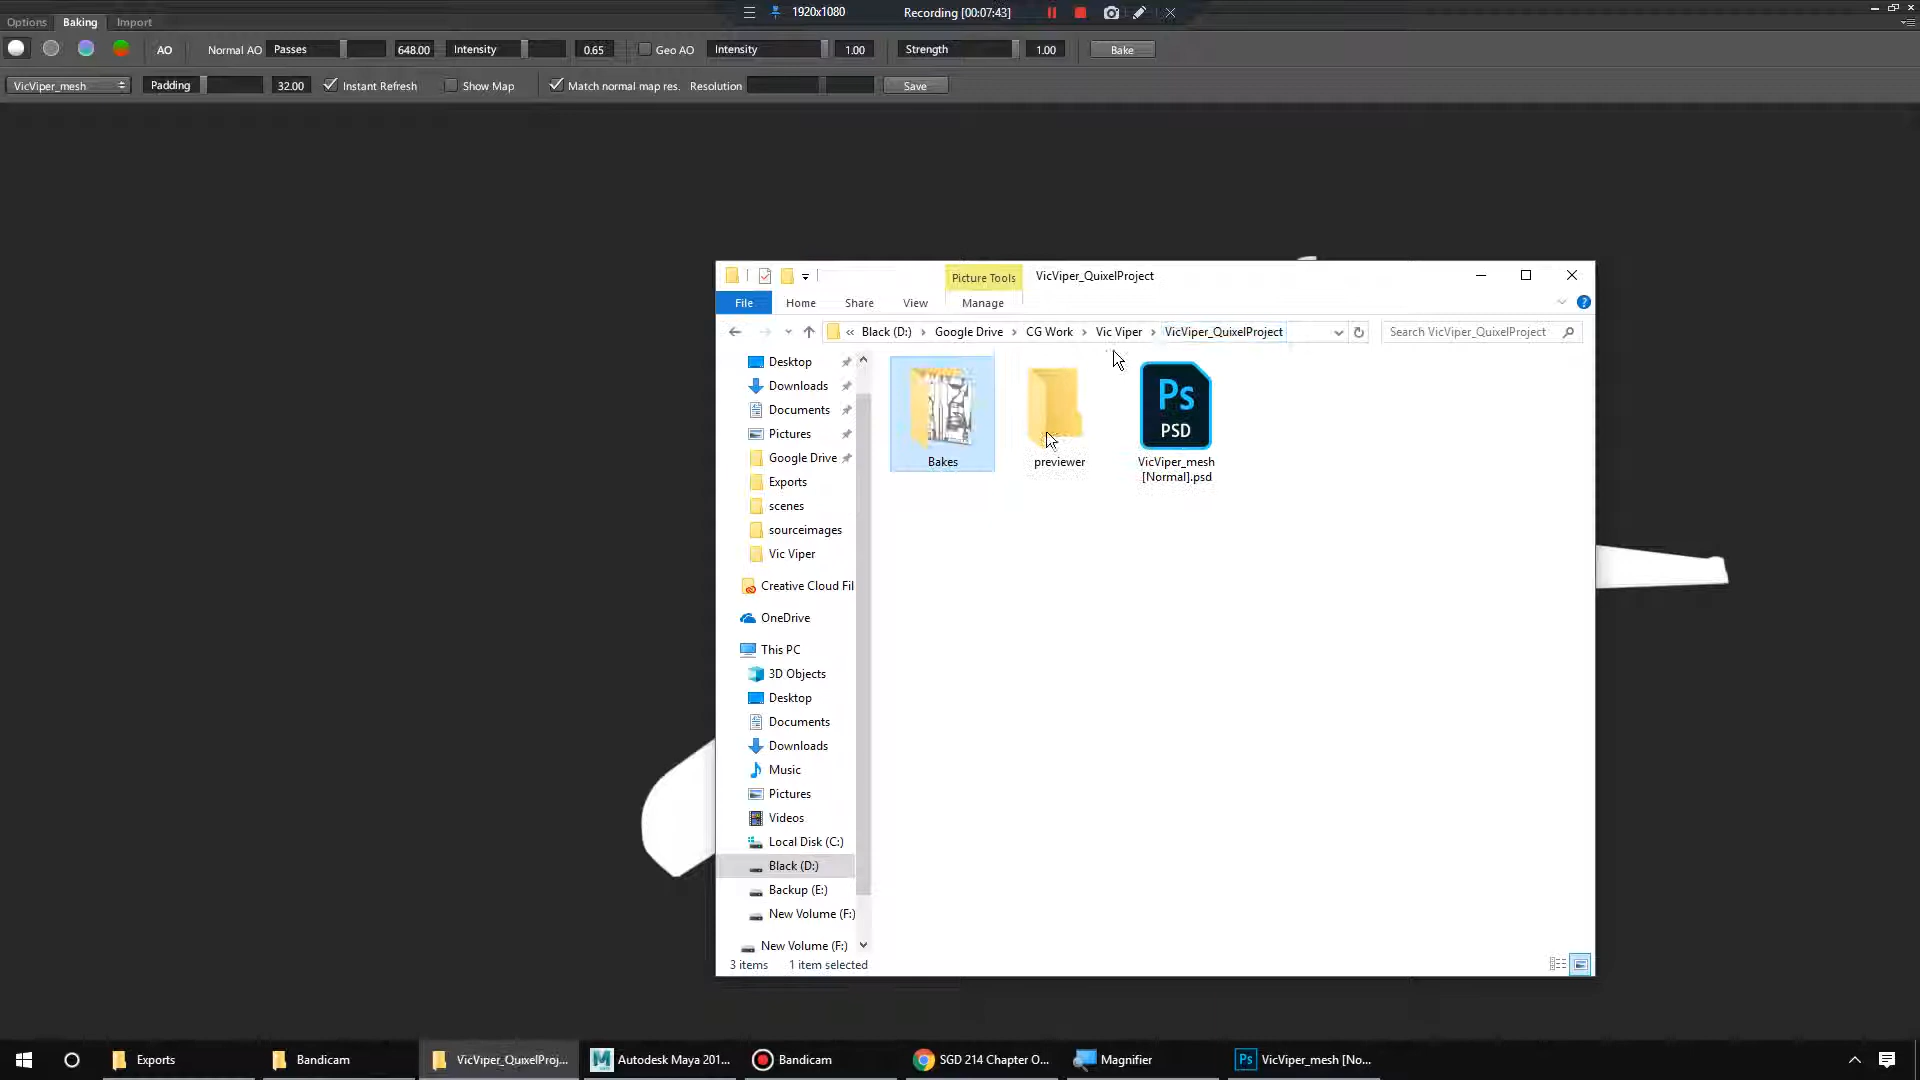 1920x1080
Recording [00:07:43]
Options
Baking
Import
AO
Normal AO
Passes
648.00
Intensity
0.65
Geo AO
Intensity
1.00
Strength
1.00
Bake
VicViper_mesh
Padding
32.00
Instant Refresh
Show Map
Match normal map res.
Resolution
Save
Picture Tools
VicViper_QuixelProject
File
Home
Share
View
Manage
?
« Black (D:) > Google Drive > CG Work > Vic Viper > VicViper_QuixelProject
Search VicViper_QuixelProject
Desktop
Downloads
Documents
Pictures
Google Drive
Exports
scenes
sourceimages
Vic Viper
Creative Cloud Fil
OneDrive
This PC
3D Objects
Desktop
Documents
Downloads
Music
Pictures
Videos
Local Disk (C:)
Black (D:)
Backup (E:)
New Volume (F:)
New Volume (F:)
Bakes
previewer
Ps
PSD
VicViper_mesh
[Normal].psd
3 items
1 item selected
Exports
Bandicam
VicViper_QuixelProj...
M
Autodesk Maya 201...
Bandicam
SGD 214 Chapter O...
Magnifier
Ps
VicViper_mesh [No...